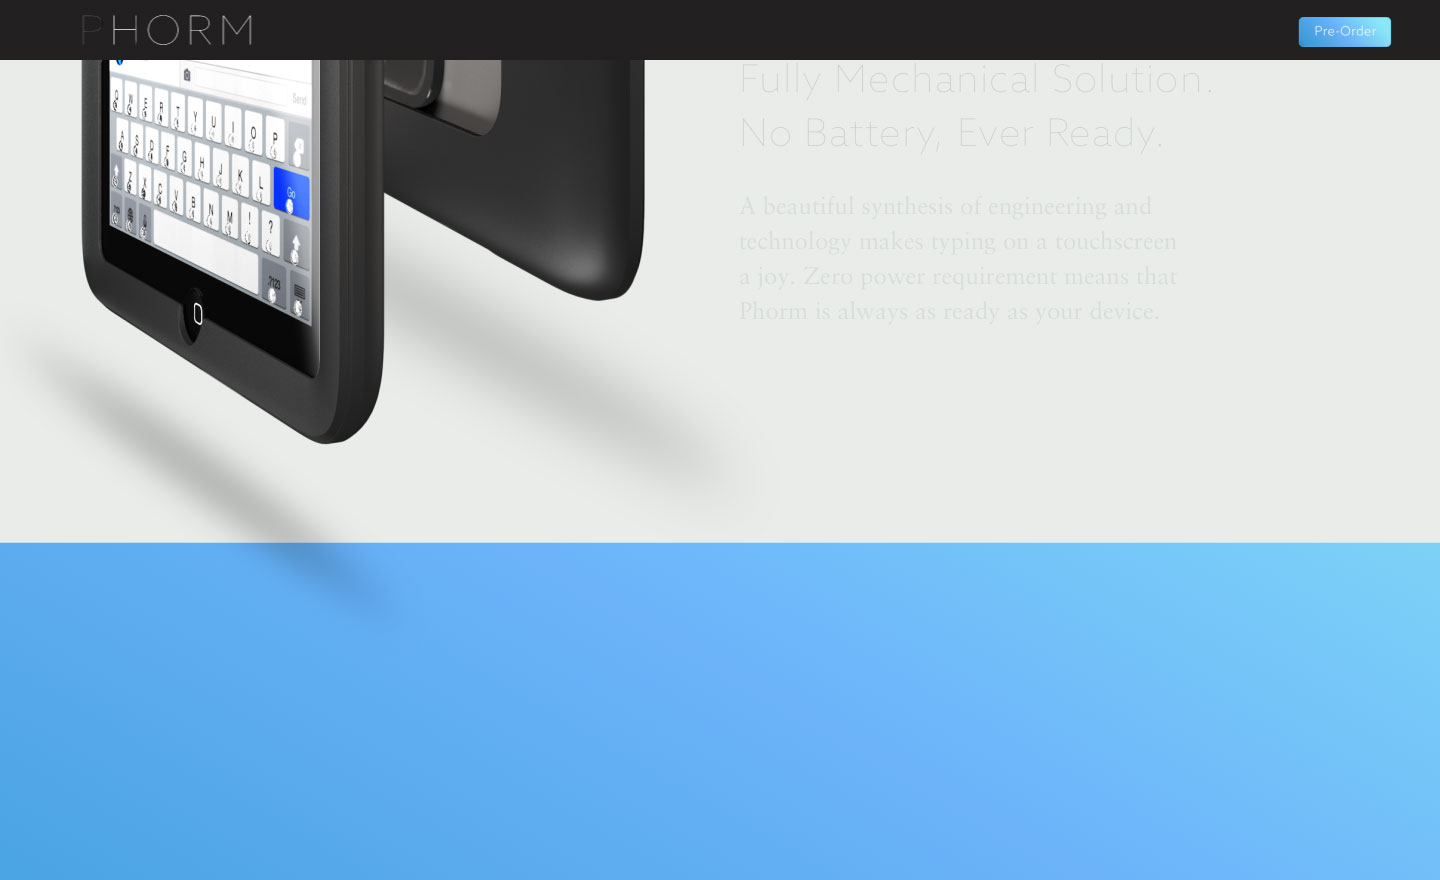 PHORM
Pre-Order
Fully Mechanical Solution.
No Battery, Ever Ready.
A beautiful synthesis of engineering and
technology makes typing on a touchscreen
a joy. Zero power requirement means that
Phorm is always as ready as your device.
Send
Q W E R T Y U I O P
A S D F G H J K L Go
Z X C V B N M ! ?
.?123